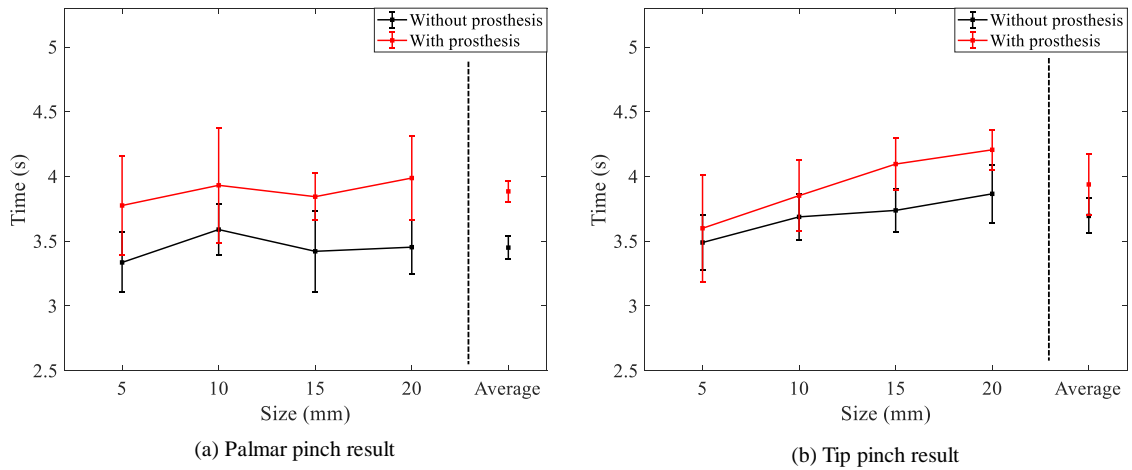 Without prosthesis
With prosthesis
5
4.5
4
3.5
3
2.5
Time (s)
5 10 15 20 Average
Size (mm)
(a) Palmar pinch result
Without prosthesis
With prosthesis
5
4.5
4
3.5
3
2.5
Time (s)
5 10 15 20 Average
Size (mm)
(b) Tip pinch result